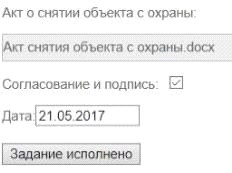 Акт о снятии объекта с охраны:
Акт снятия объекта с охраны.docx
Согласование и подпись:
Дата: 21.05.2017
Задание исполнено